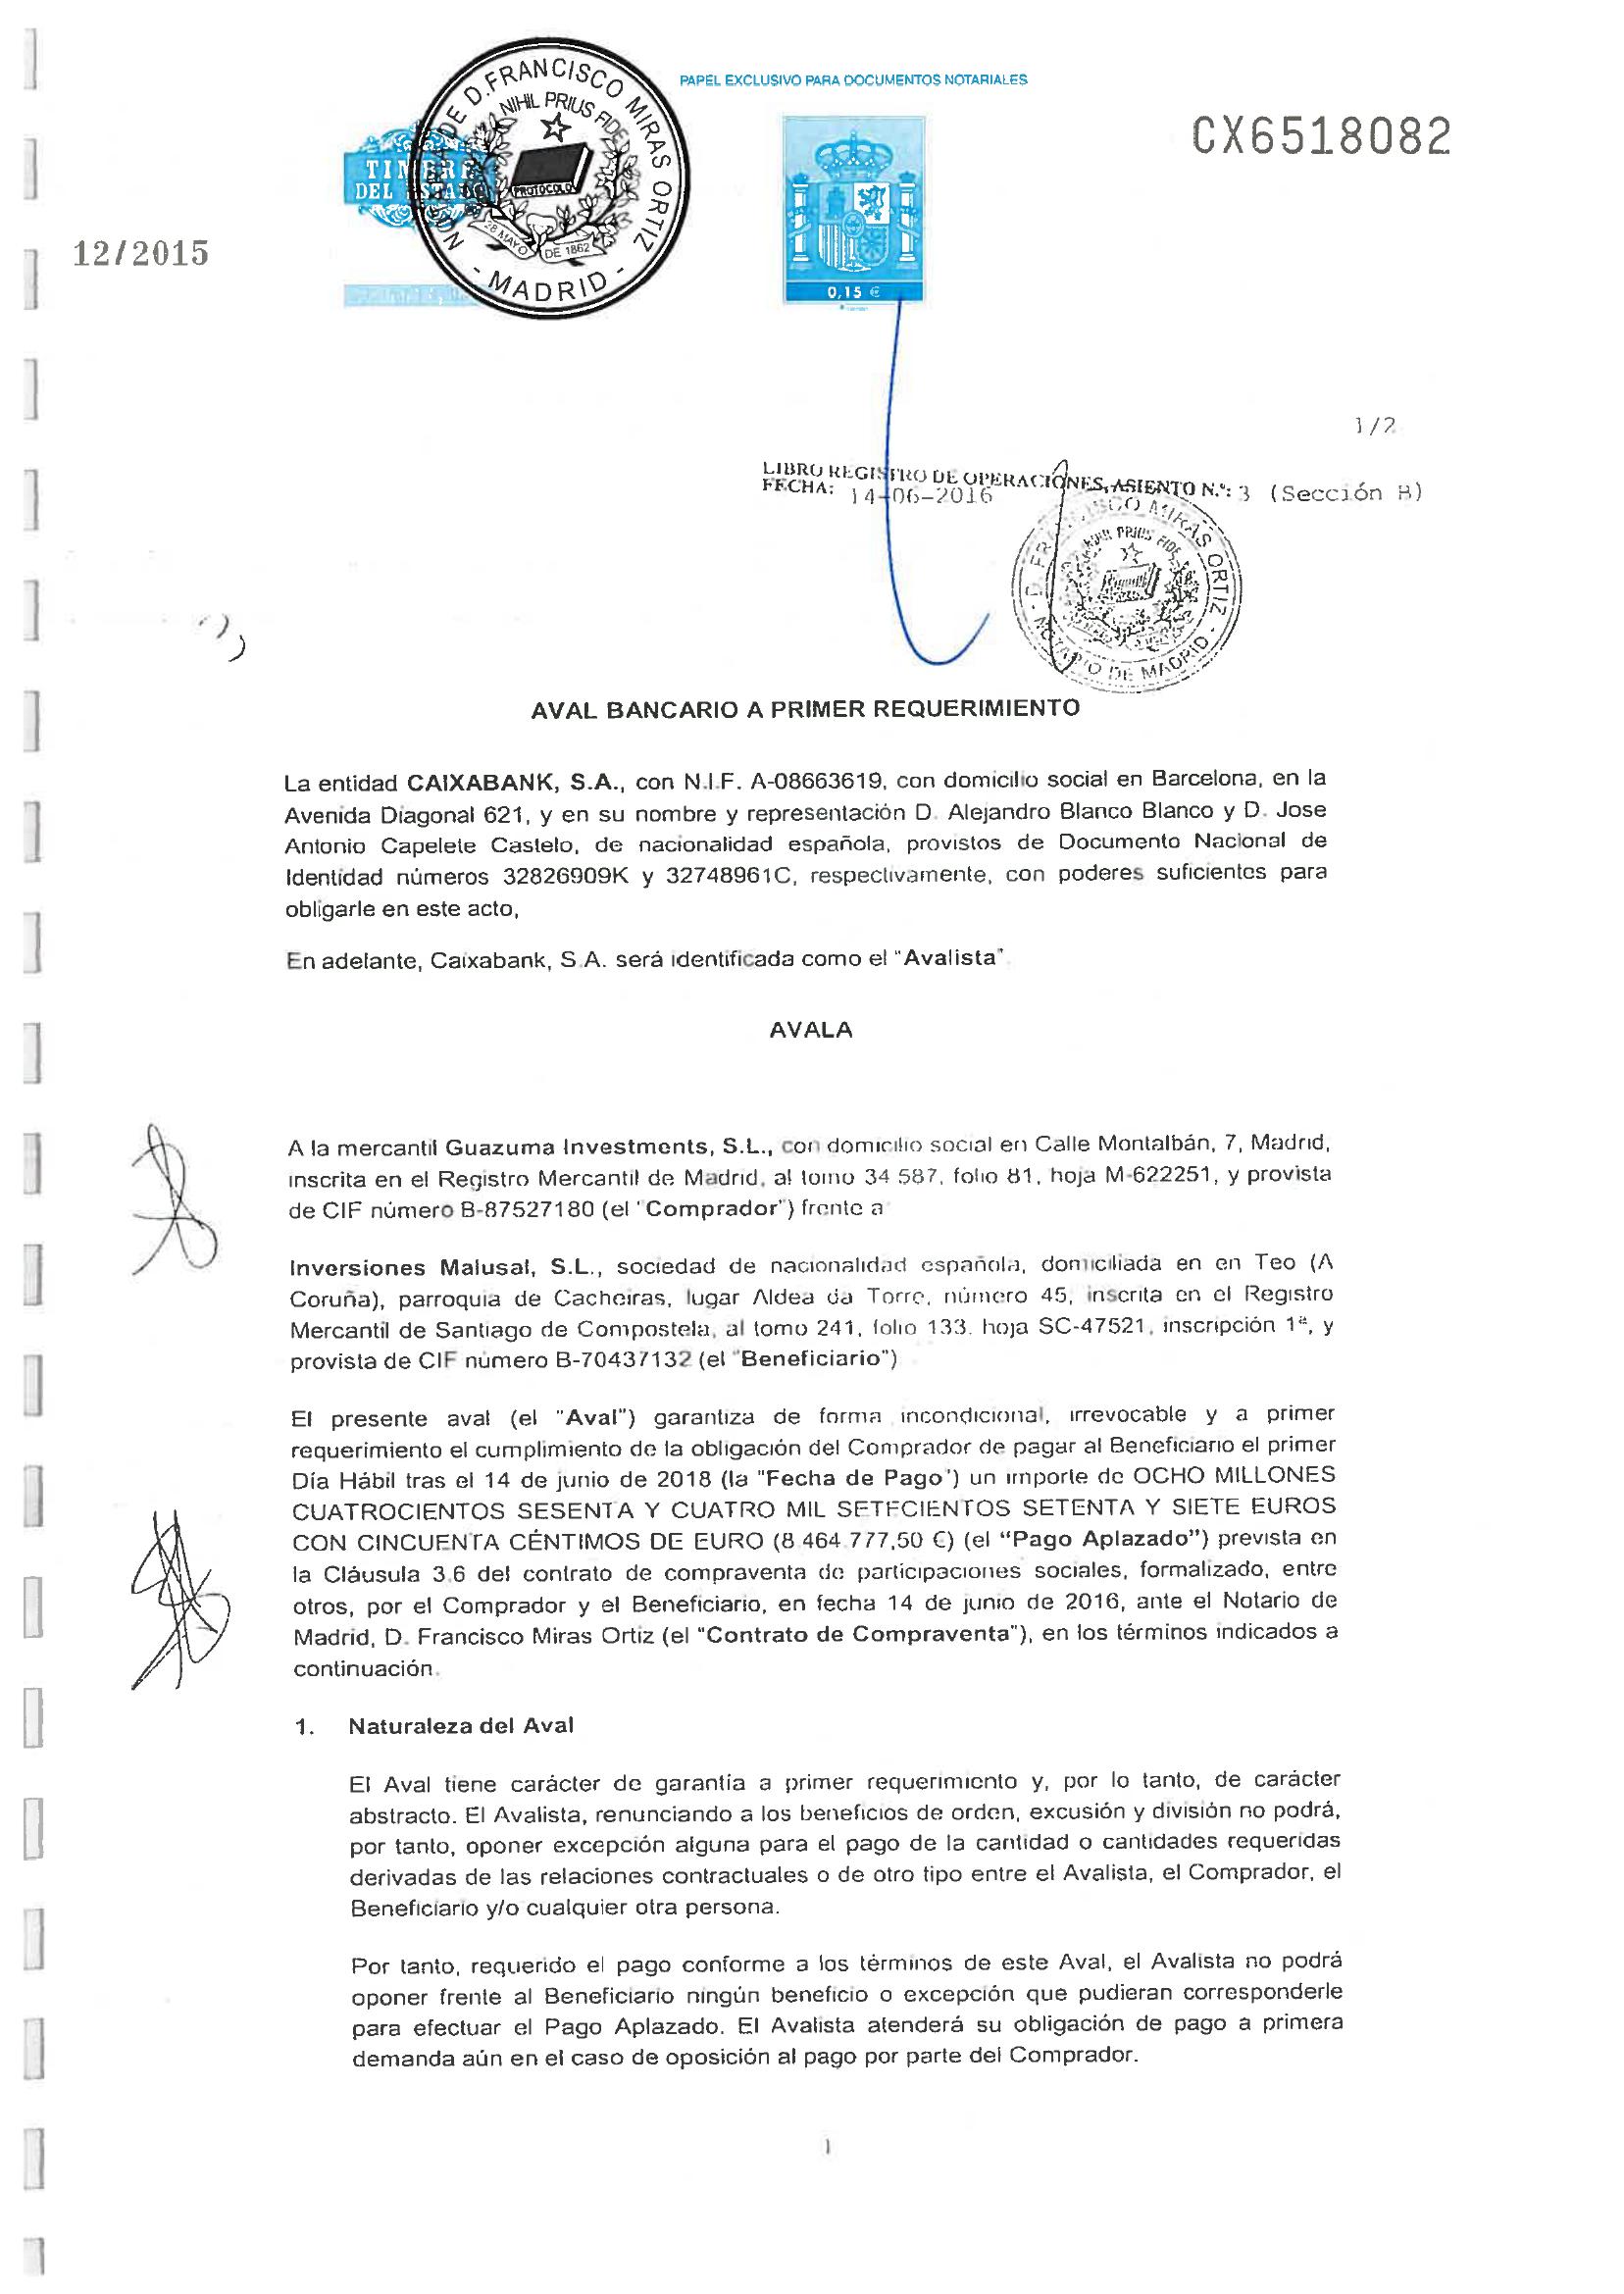 PAPEL EXCLUSIVO PARA DOCUMENTOS NOTARIALES
NOTARIA DE D. FRANCISCO MIRAS ORTIZ
NIHIL PRIUS FIDE
PROTOCOLO
28 MAYO DE 1862
- MADRID -
TIMBRE
DEL ESTADO
0,15 €
CX6518082
12/2015
1/2
LIBRO REGISTRO DE OPERACIONES, ASIENTO N.º: 3 (Sección B)
FECHA: 14-06-2016
D. FRANCISCO MIRAS ORTIZ
NIHIL PRIUS FIDE
NOTARIO DE MADRID
AVAL BANCARIO A PRIMER REQUERIMIENTO
La entidad CAIXABANK, S.A., con N.I.F. A-08663619, con domicilio social en Barcelona, en la
Avenida Diagonal 621, y en su nombre y representación D. Alejandro Blanco Blanco y D. Jose
Antonio Capelete Castelo, de nacionalidad española, provistos de Documento Nacional de
Identidad números 32826909K y 32748961C, respectivamente, con poderes suficientes para
obligarle en este acto,
En adelante, Caixabank, S.A. será identificada como el "Avalista"
AVALA
A la mercantil Guazuma Investments, S.L., con domicilio social en Calle Montalbán, 7, Madrid,
inscrita en el Registro Mercantil de Madrid, al tomo 34.587, folio 81, hoja M-622251, y provista
de CIF número B-87527180 (el "Comprador") frente a
Inversiones Malusal, S.L., sociedad de nacionalidad española, domiciliada en en Teo (A
Coruña), parroquia de Cacheiras, lugar Aldea da Torre, número 45, inscrita en el Registro
Mercantil de Santiago de Compostela, al tomo 241, folio 133, hoja SC-47521, inscripción 1ª, y
provista de CIF número B-70437132 (el "Beneficiario")
El presente aval (el "Aval") garantiza de forma incondicional, irrevocable y a primer
requerimiento el cumplimiento de la obligación del Comprador de pagar al Beneficiario el primer
Día Hábil tras el 14 de junio de 2018 (la "Fecha de Pago") un importe de OCHO MILLONES
CUATROCIENTOS SESENTA Y CUATRO MIL SETECIENTOS SETENTA Y SIETE EUROS
CON CINCUENTA CÉNTIMOS DE EURO (8.464.777,50 €) (el "Pago Aplazado") prevista en
la Cláusula 3.6 del contrato de compraventa de participaciones sociales, formalizado, entre
otros, por el Comprador y el Beneficiario, en fecha 14 de junio de 2016, ante el Notario de
Madrid, D. Francisco Miras Ortiz (el "Contrato de Compraventa"), en los términos indicados a
continuación.
1. Naturaleza del Aval
El Aval tiene carácter de garantía a primer requerimiento y, por lo tanto, de carácter
abstracto. El Avalista, renunciando a los beneficios de orden, excusión y división no podrá,
por tanto, oponer excepción alguna para el pago de la cantidad o cantidades requeridas
derivadas de las relaciones contractuales o de otro tipo entre el Avalista, el Comprador, el
Beneficiario y/o cualquier otra persona.
Por tanto, requerido el pago conforme a los términos de este Aval, el Avalista no podrá
oponer frente al Beneficiario ningún beneficio o excepción que pudieran corresponderle
para efectuar el Pago Aplazado. El Avalista atenderá su obligación de pago a primera
demanda aún en el caso de oposición al pago por parte del Comprador.
1